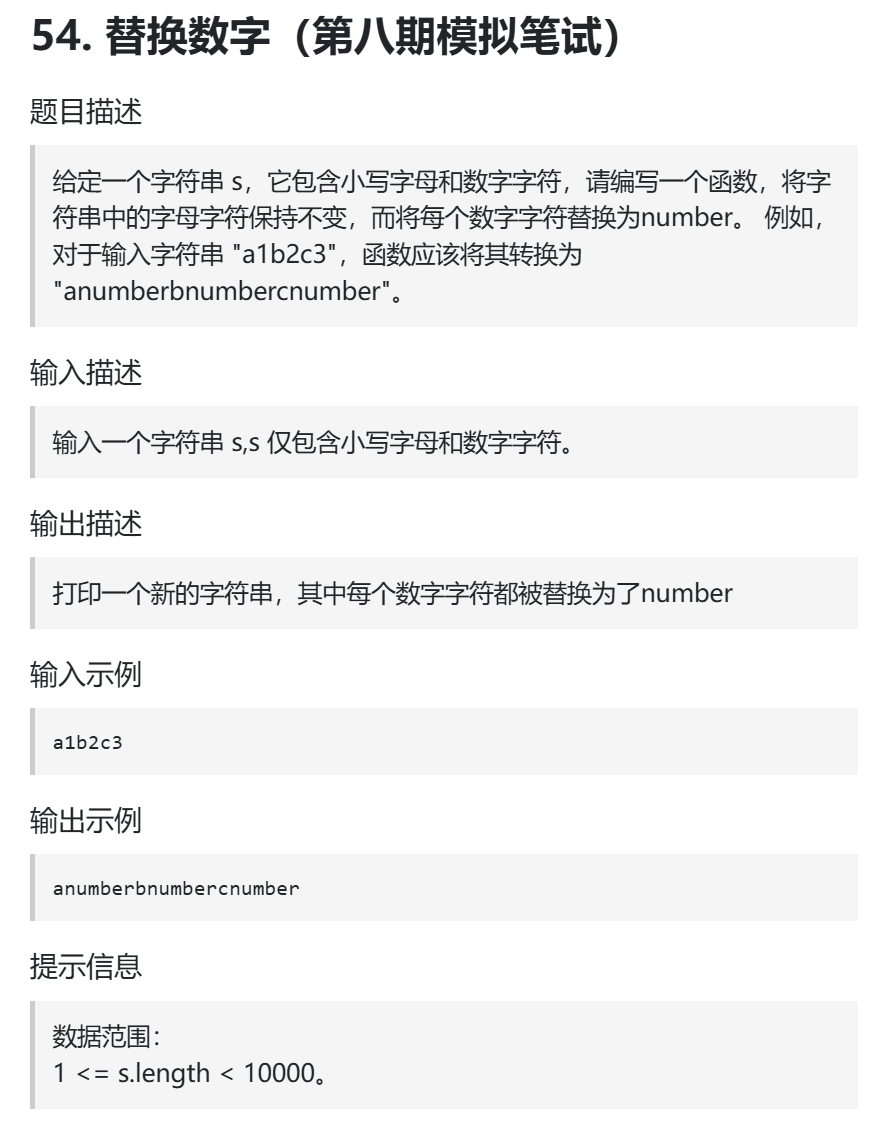 54. 替换数字（第八期模拟笔试）
题目描述
给定一个字符串 s，它包含小写字母和数字字符，请编写一个函数，将字
符串中的字母字符保持不变，而将每个数字字符替换为number。 例如，
对于输入字符串 "a1b2c3"，函数应该将其转换为
"anumberbnumbercnumber"。
输入描述
输入一个字符串 s,s 仅包含小写字母和数字字符。
输出描述
打印一个新的字符串，其中每个数字字符都被替换为了number
输入示例
a1b2c3
输出示例
anumberbnumbercnumber
提示信息
数据范围：
1 <= s.length < 10000。